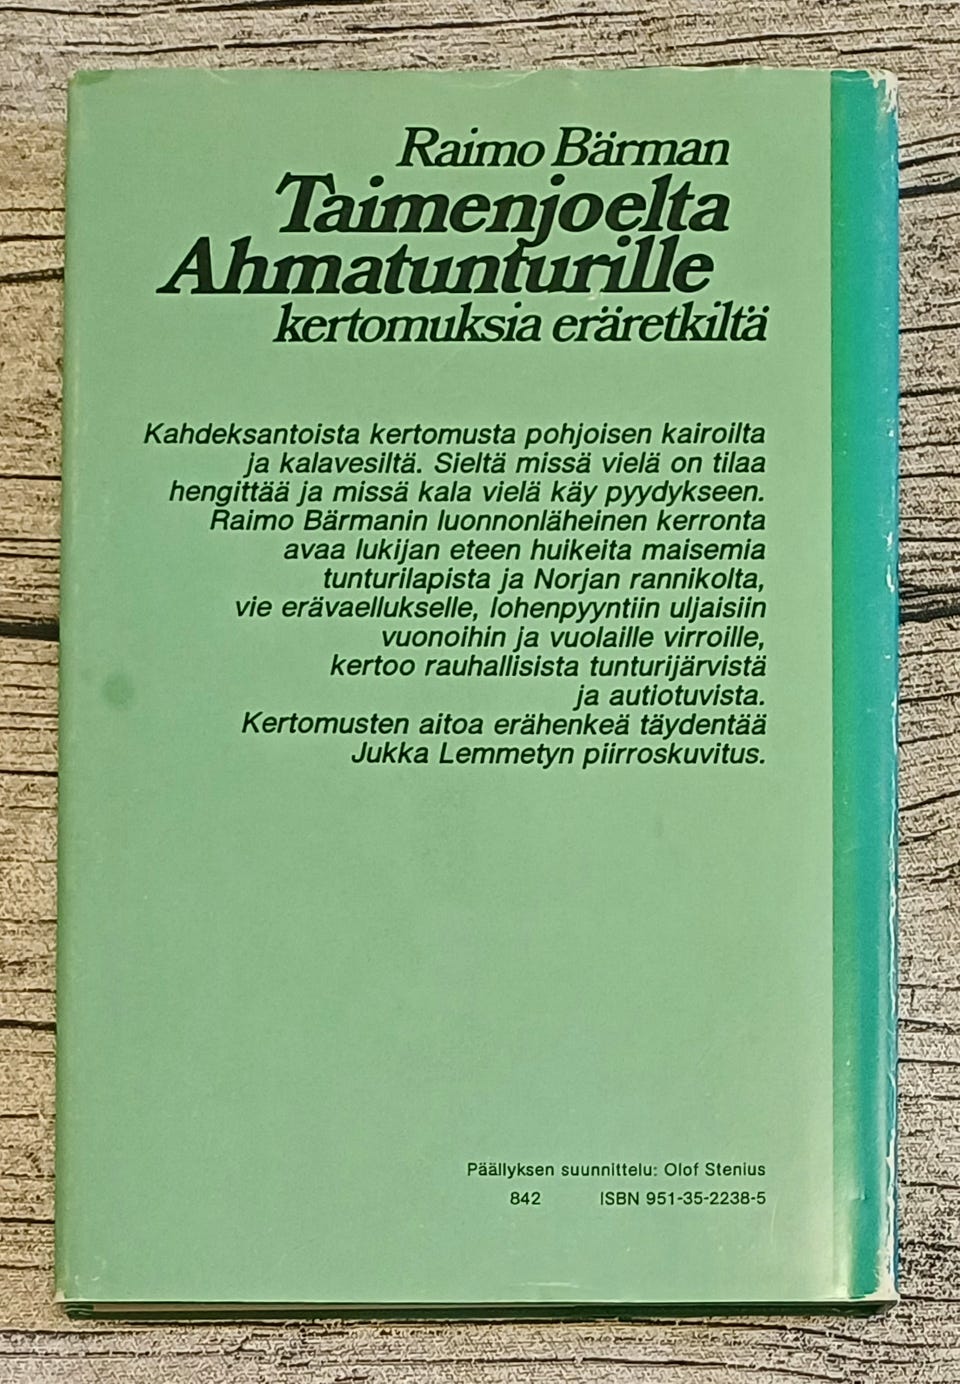 Raimo Bärman
Taimenjoelta
Ahmatunturille
kertomuksia eräretkiltä
Kahdeksantoista kertomusta pohjoisen kairoilta
ja kalavesiltä. Sieltä missä vielä on tilaa
hengittää ja missä kala vielä käy pyydykseen.
Raimo Bärmanin luonnonläheinen kerronta
avaa lukijan eteen huikeita maisemia
tunturilapista ja Norjan rannikolta,
vie erävaellukselle, lohenpyyntiin uljaisiin
vuonoihin ja vuolaille virroille,
kertoo rauhallisista tunturijärvistä
ja autiotuvista.
Kertomusten aitoa erähenkeä täydentää
Jukka Lemmetyn piirroskuvitus.
Päällyksen suunnittelu: Olof Stenius
842 ISBN 951-35-2238-5